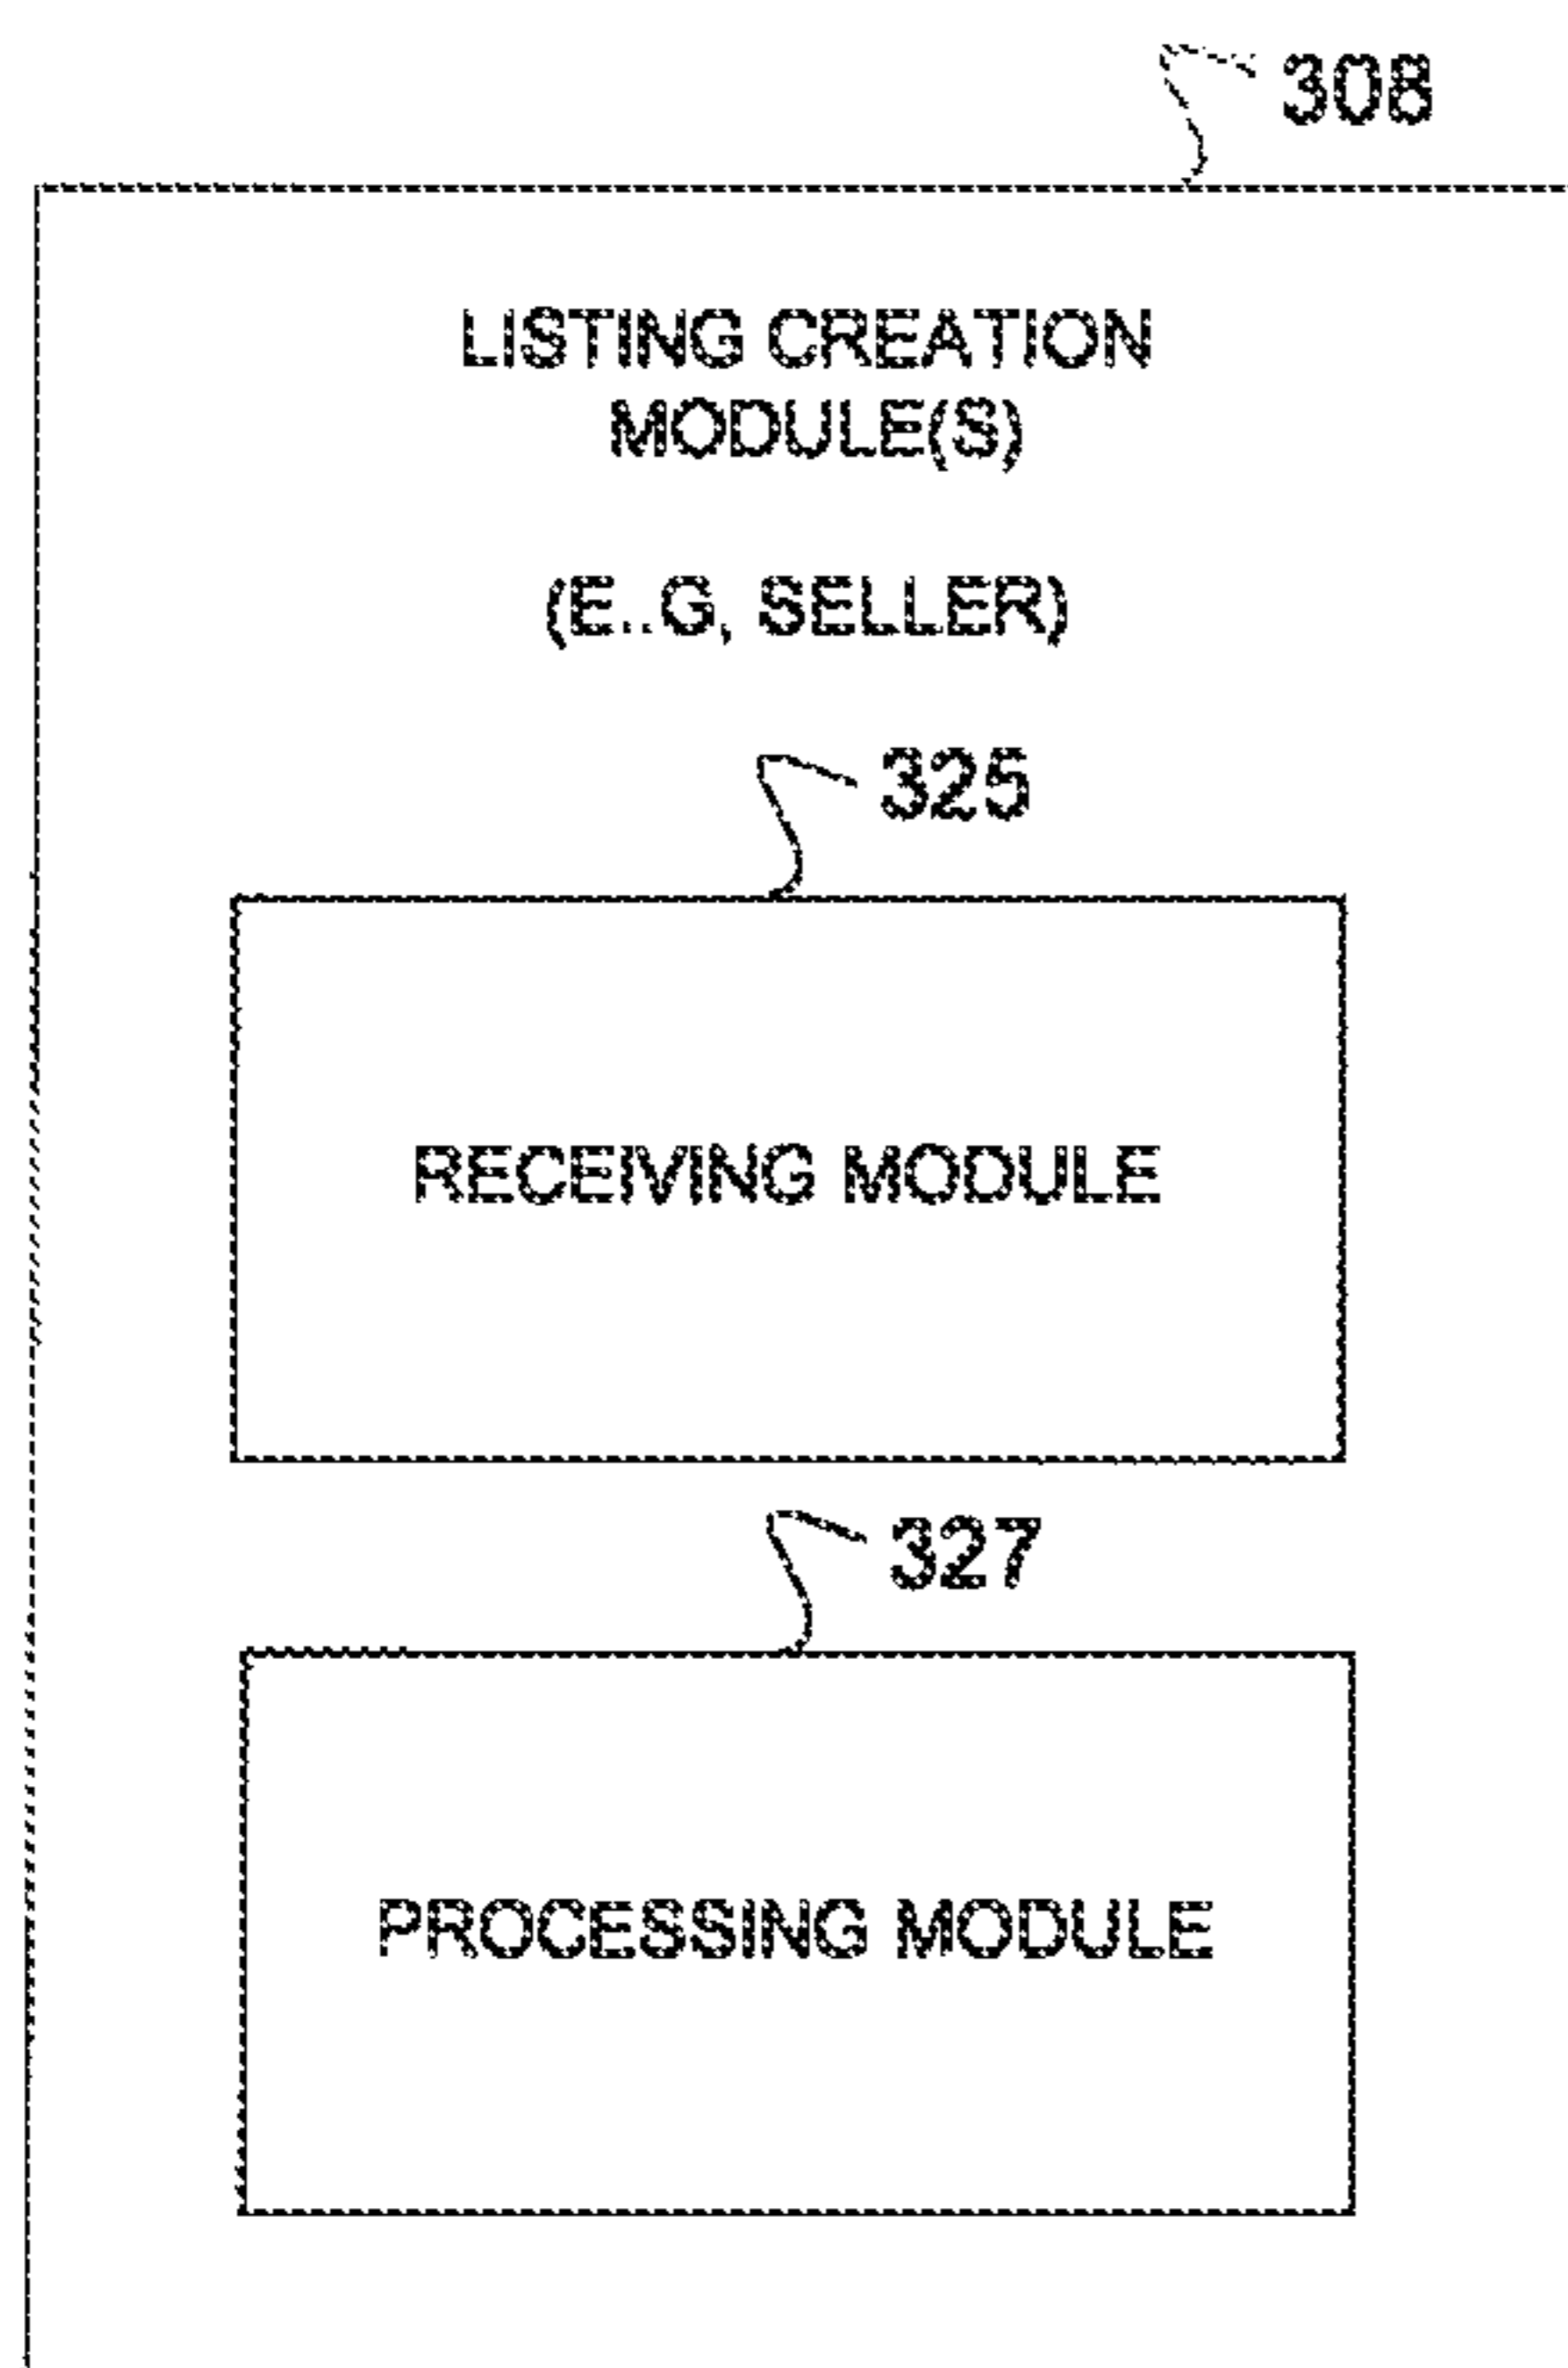 308
LISTING CREATION
MODULE(S)
(E..G, SELLER)
325
RECEIVING MODULE
327
PROCESSING MODULE